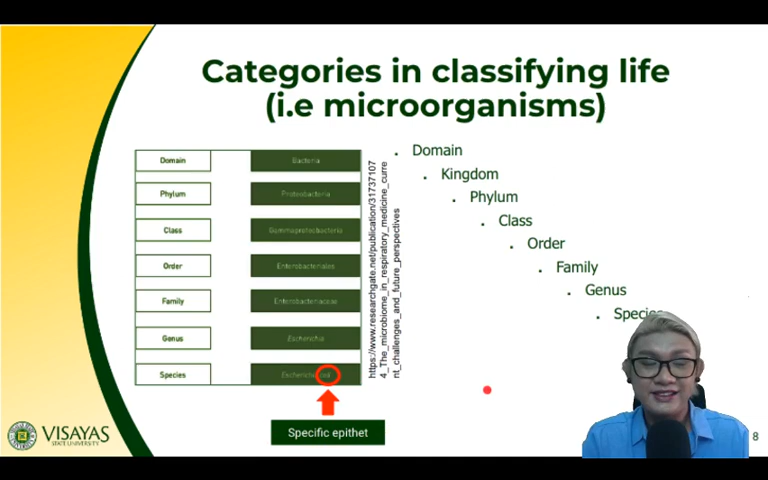 Categories in classifying life
(i.e microorganisms)
Domain
Bacteria
Phylum
Proteobacteria
Class
Gammaproteobacteria
Order
Enterobacteriales
Family
Enterobacteriaceae
Genus
Escherichia
Species
Escherichia coli
Specific epithet
https://www.researchgate.net/publication/31737107
4_The_microbiome_in_respiratory_medicine_curre
nt_challenges_and_future_perspectives
Domain
Kingdom
Phylum
Class
Order
Family
Genus
Species
VISAYAS
STATE UNIVERSITY
8